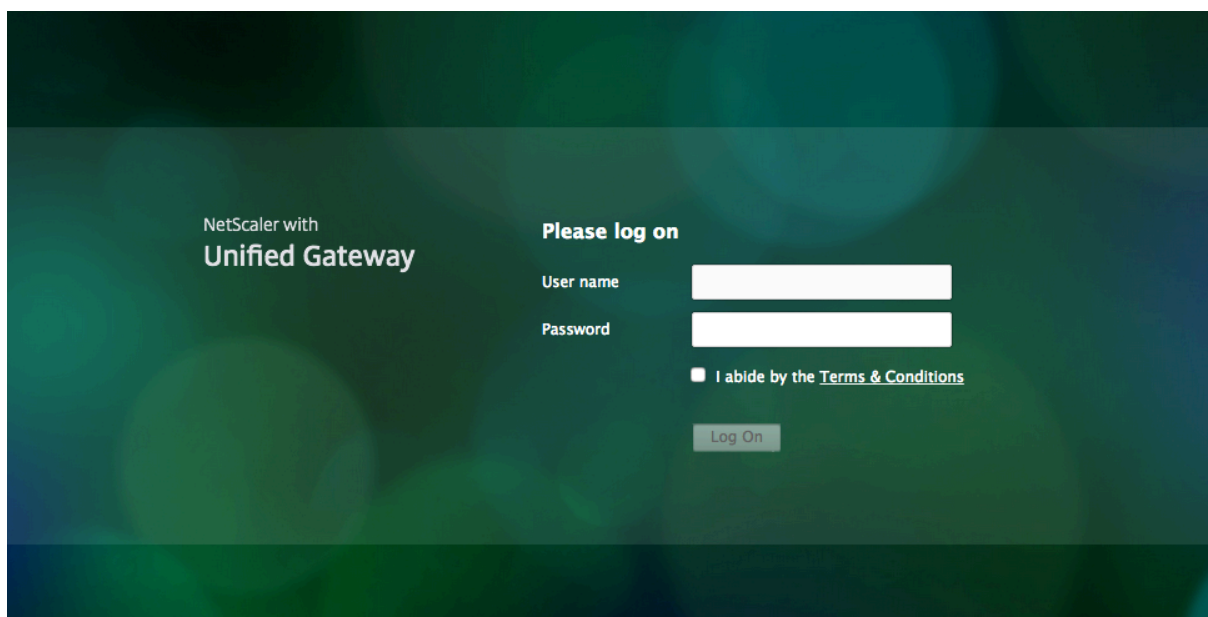 NetScaler with
Unified Gateway
Please log on
User name
Password
I abide by the Terms & Conditions
Log On